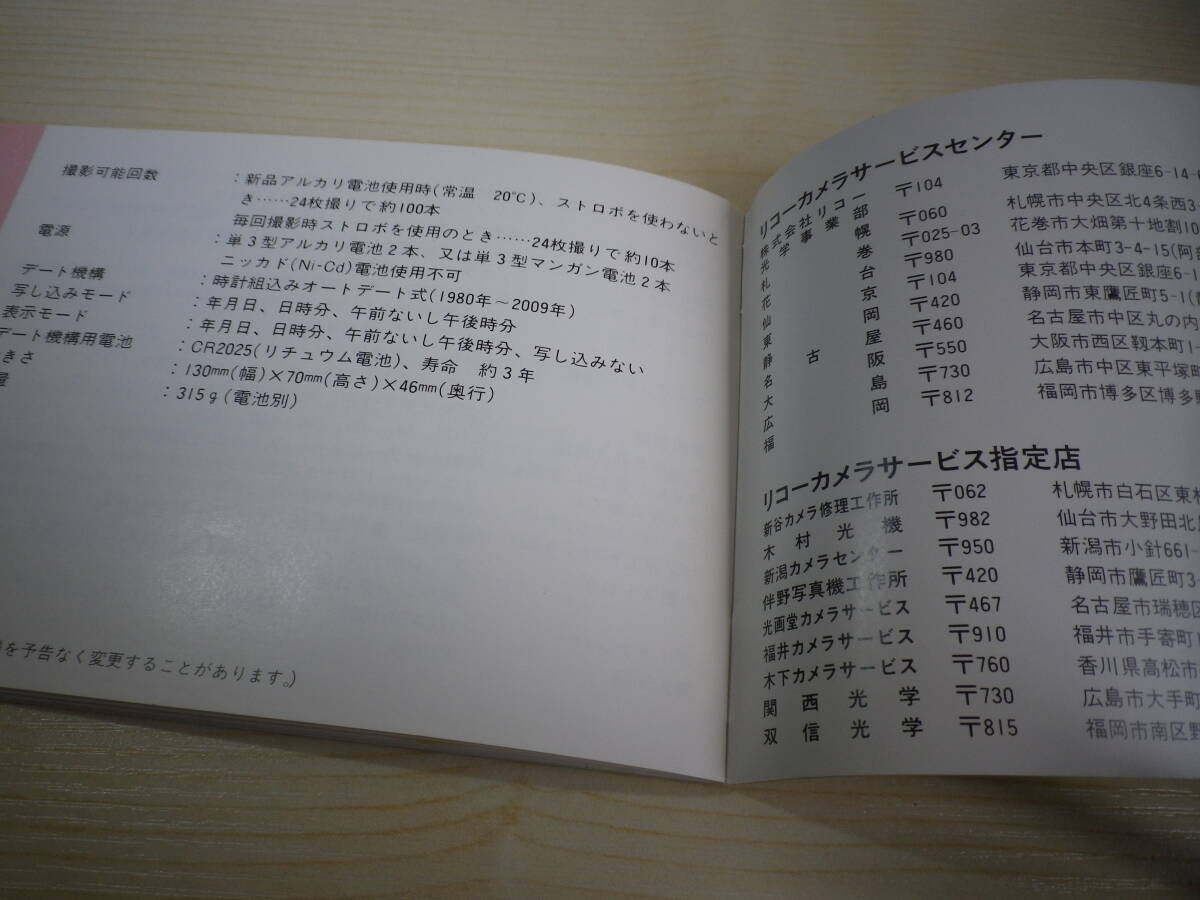 撮影可能回数 :新品アルカリ電池使用時(常温 20℃)、ストロボを使わないと
き……24枚撮りで約100本
毎回撮影時ストロボを使用のとき……24枚撮りで約10本
電源 :単3型アルカリ電池2本、又は単3型マンガン電池2本
ニッカド(Ni-Cd)電池使用不可
デート機構 :時計組込みオートデート式(1980年〜2009年)
写し込みモード :年月日、日時分、午前ないし午後時分
表示モード :年月日、日時分、午前ないし午後時分、写し込みない
デート機構用電池 :CR2025(リチュウム電池)、寿命 約3年
きさ :130mm(幅)×70mm(高さ)×46mm(奥行)
:315g(電池別)
を予告なく変更することがあります。)
リコーカメラサービスセンター
株式会社リコー
光学事業部 〒104 東京都中央区銀座6-14-6
札幌 〒060 札幌市中央区北4条西3-
花巻 〒025-03 花巻市大畑第十地割10
仙台 〒980 仙台市本町3-4-15(阿部
東京 〒104 東京都中央区銀座6-1
静岡 〒420 静岡市東鷹匠町5-1(
名古屋 〒460 名古屋市中区丸の内
大阪 〒550 大阪市西区靱本町1-
広島 〒730 広島市中区東平塚町
福岡 〒812 福岡市博多区博多
リコーカメラサービス指定店
新谷カメラ修理工作所 〒062 札幌市白石区東札
木村光機 〒982 仙台市大野田北
新潟カメラセンター 〒950 新潟市小針661-
伴野写真機工作所 〒420 静岡市鷹匠町3-
光画堂カメラサービス 〒467 名古屋市瑞穂区
福井カメラサービス 〒910 福井市手寄町
木下カメラサービス 〒760 香川県高松市
関西光学 〒730 広島市大手町
双信光学 〒815 福岡市南区野